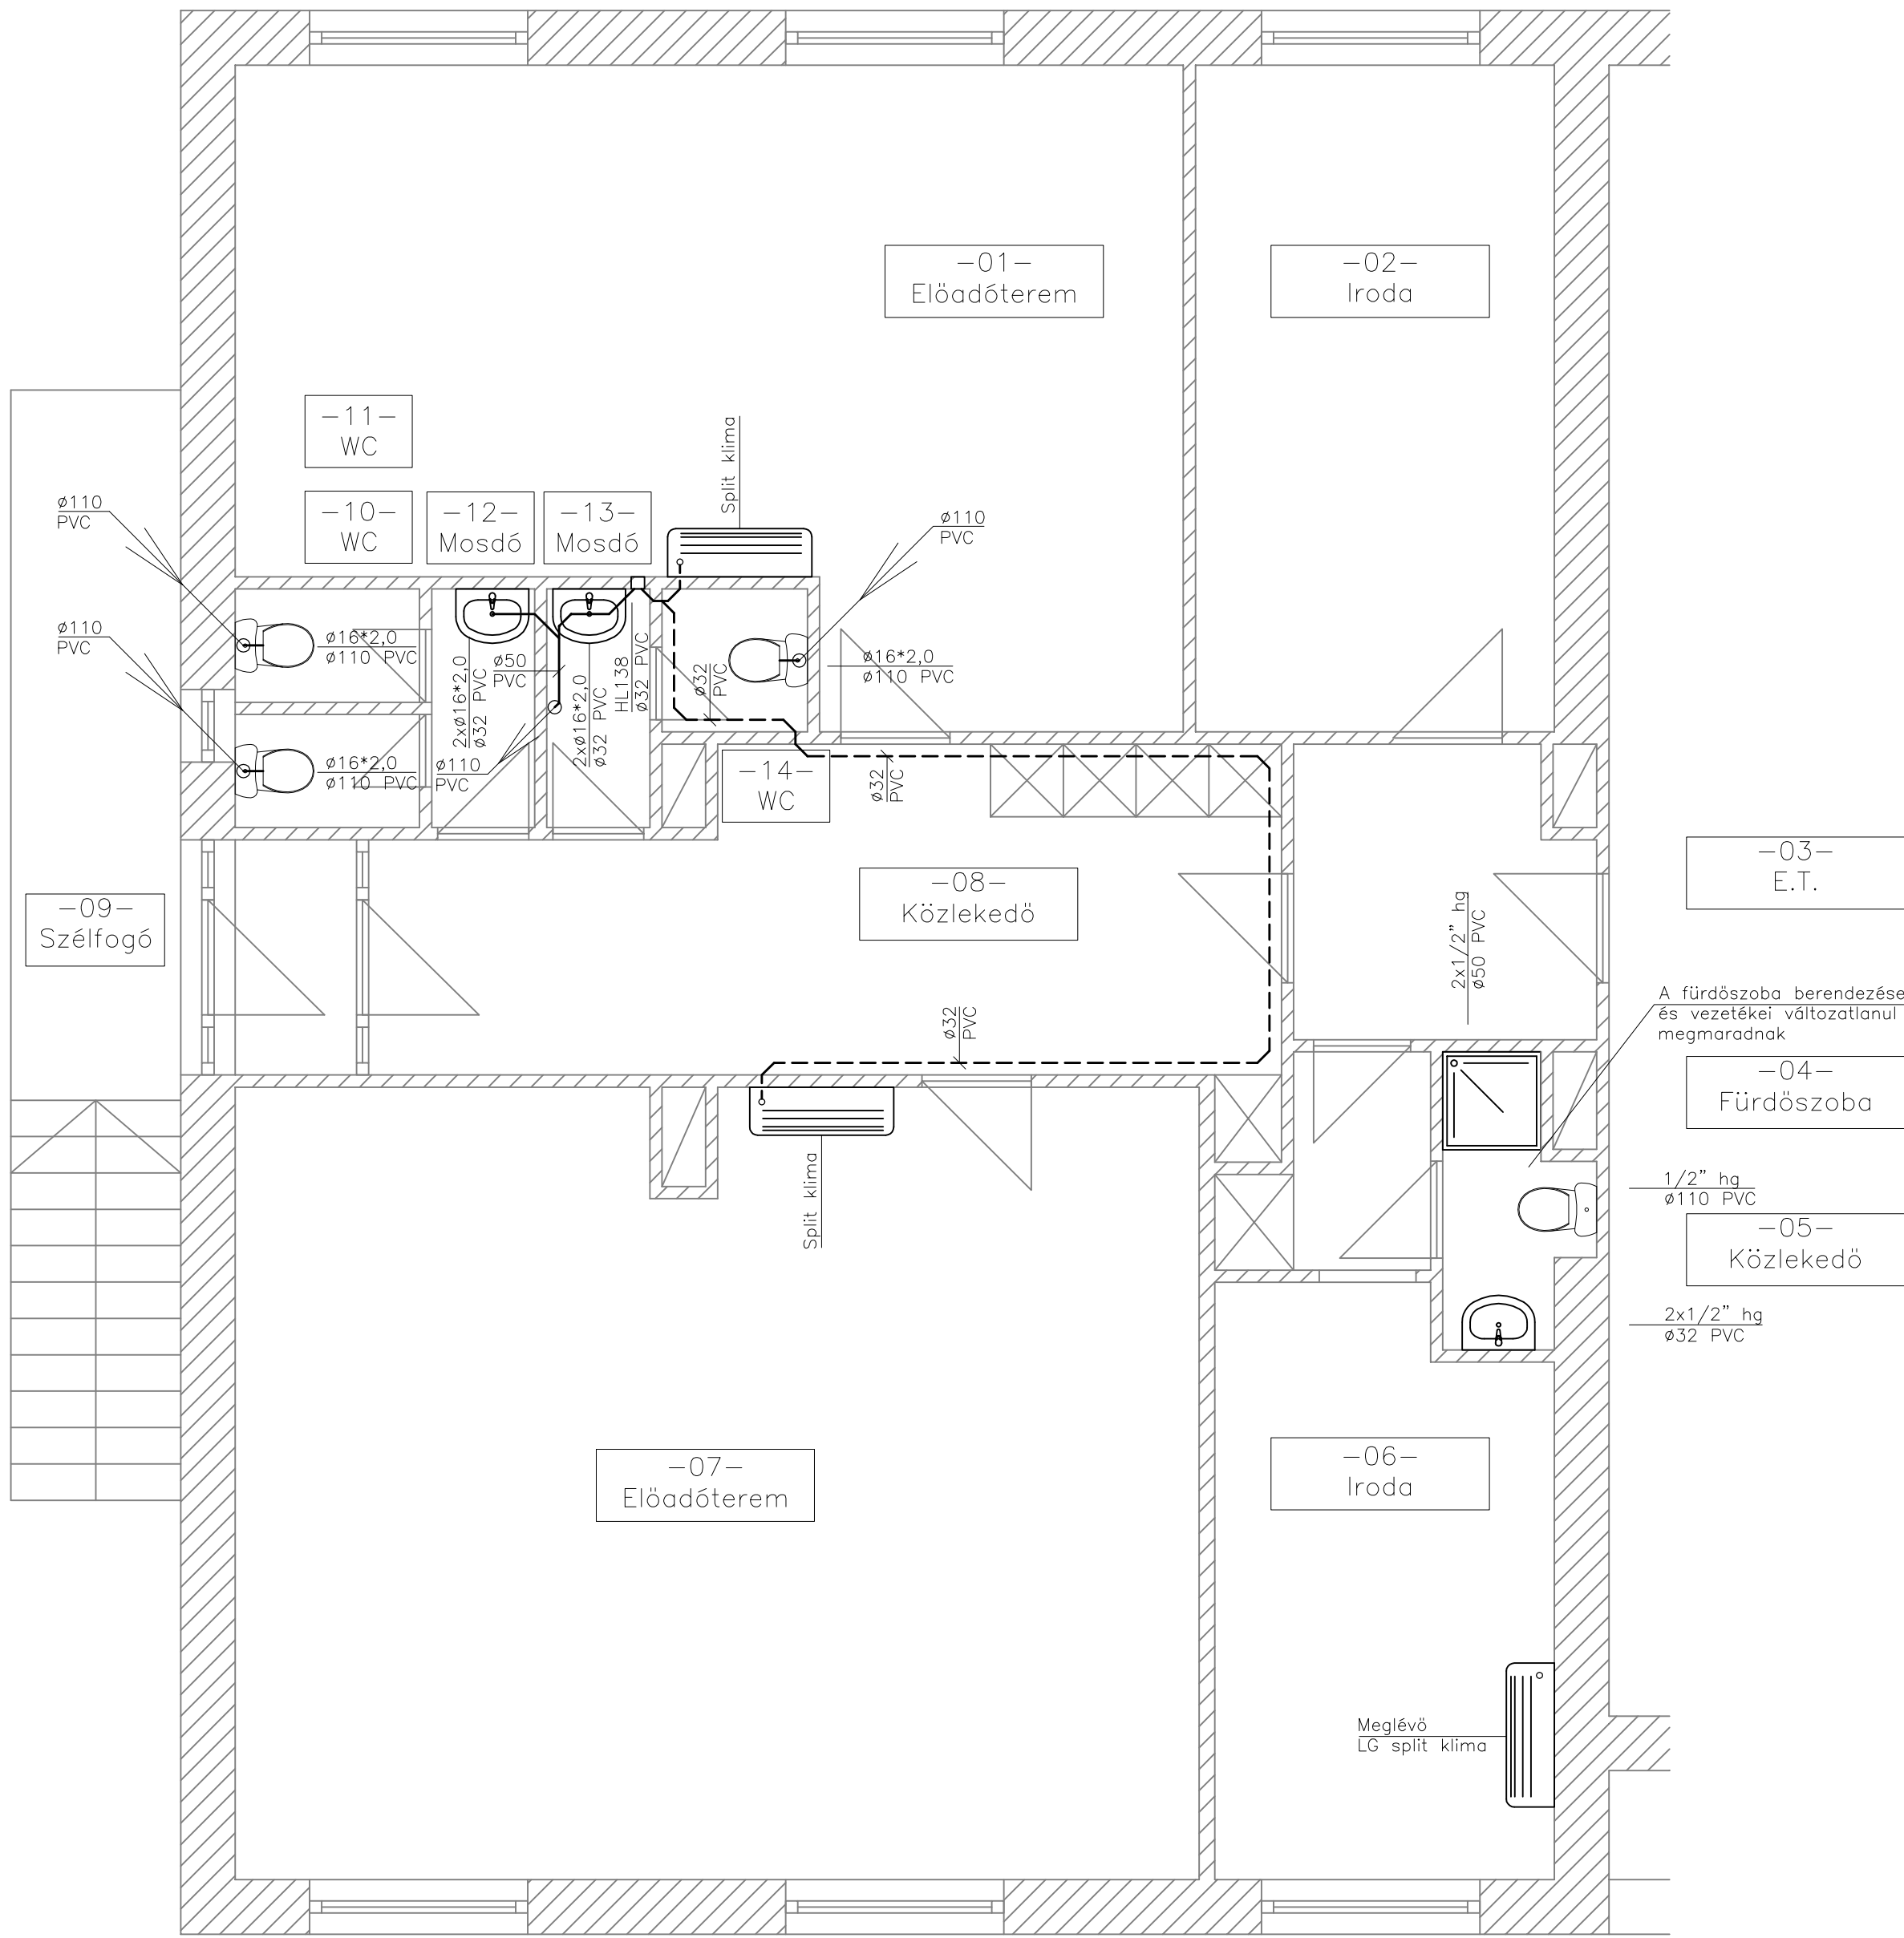 -01-
Elöadóterem
-02-
Iroda
-11-
WC
-10-
WC
-12-
Mosdó
-13-
Mosdó
Split klima
ø110
PVC
ø110
PVC
ø110
PVC
ø16*2,0
ø110 PVC
ø16*2,0
ø110 PVC
2xø16*2,0
ø32 PVC
ø50
PVC
2xø16*2,0
ø32 PVC
HL138
ø32 PVC
ø32
PVC
ø16*2,0
ø110 PVC
ø110
PVC
-14-
WC
ø32
PVC
-08-
Közlekedö
-09-
Szélfogó
ø32
PVC
2x1/2" hg
ø50 PVC
-03-
E.T.
A fürdöszoba berendezése
és vezetékei változatlanul
megmaradnak
-04-
Fürdöszoba
1/2" hg
ø110 PVC
-05-
Közlekedö
2x1/2" hg
ø32 PVC
Split klima
-07-
Elöadóterem
-06-
Iroda
Meglévö
LG split klima